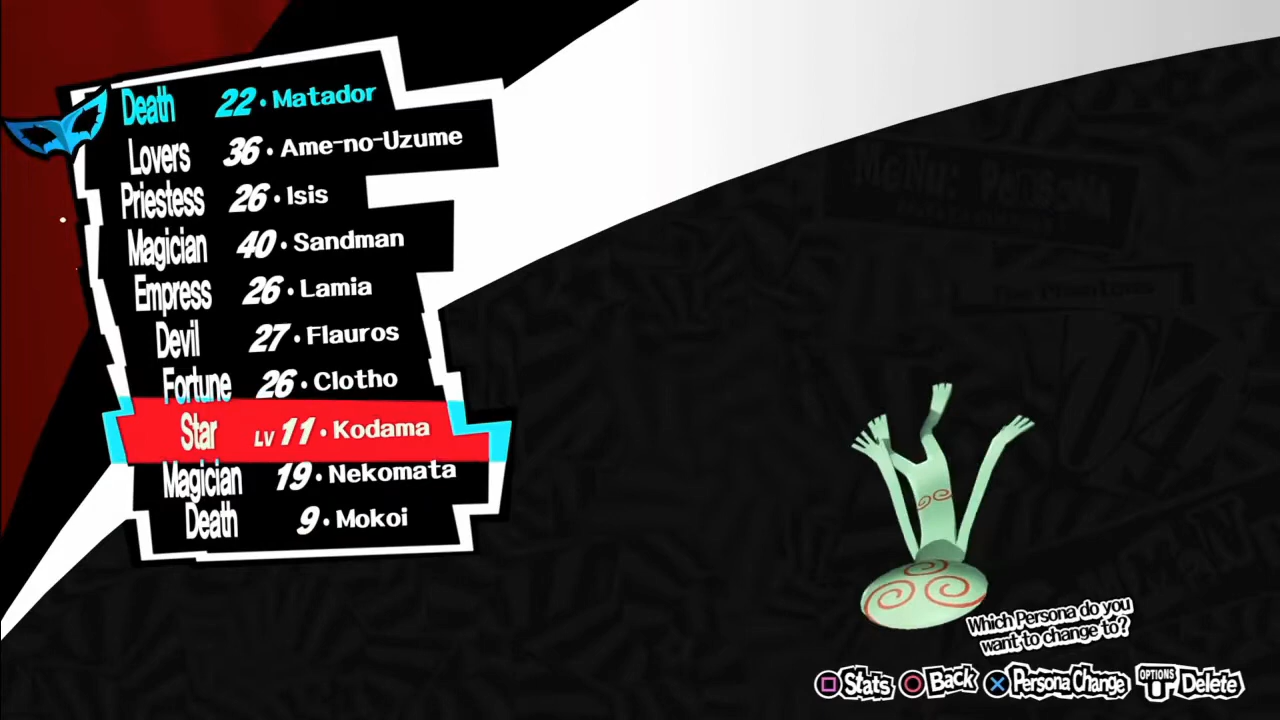 Death 22 • Matador
Lovers 36 • Ame-no-Uzume
Priestess 26 • Isis
Magician 40 • Sandman
Empress 26 • Lamia
Devil 27 • Flauros
Fortune 26 • Clotho
Star LV 11 • Kodama
Magician 19 • Nekomata
Death 9 • Mokoi
Which Persona do you
want to change to?
Stats Back Persona Change OPTIONS Delete